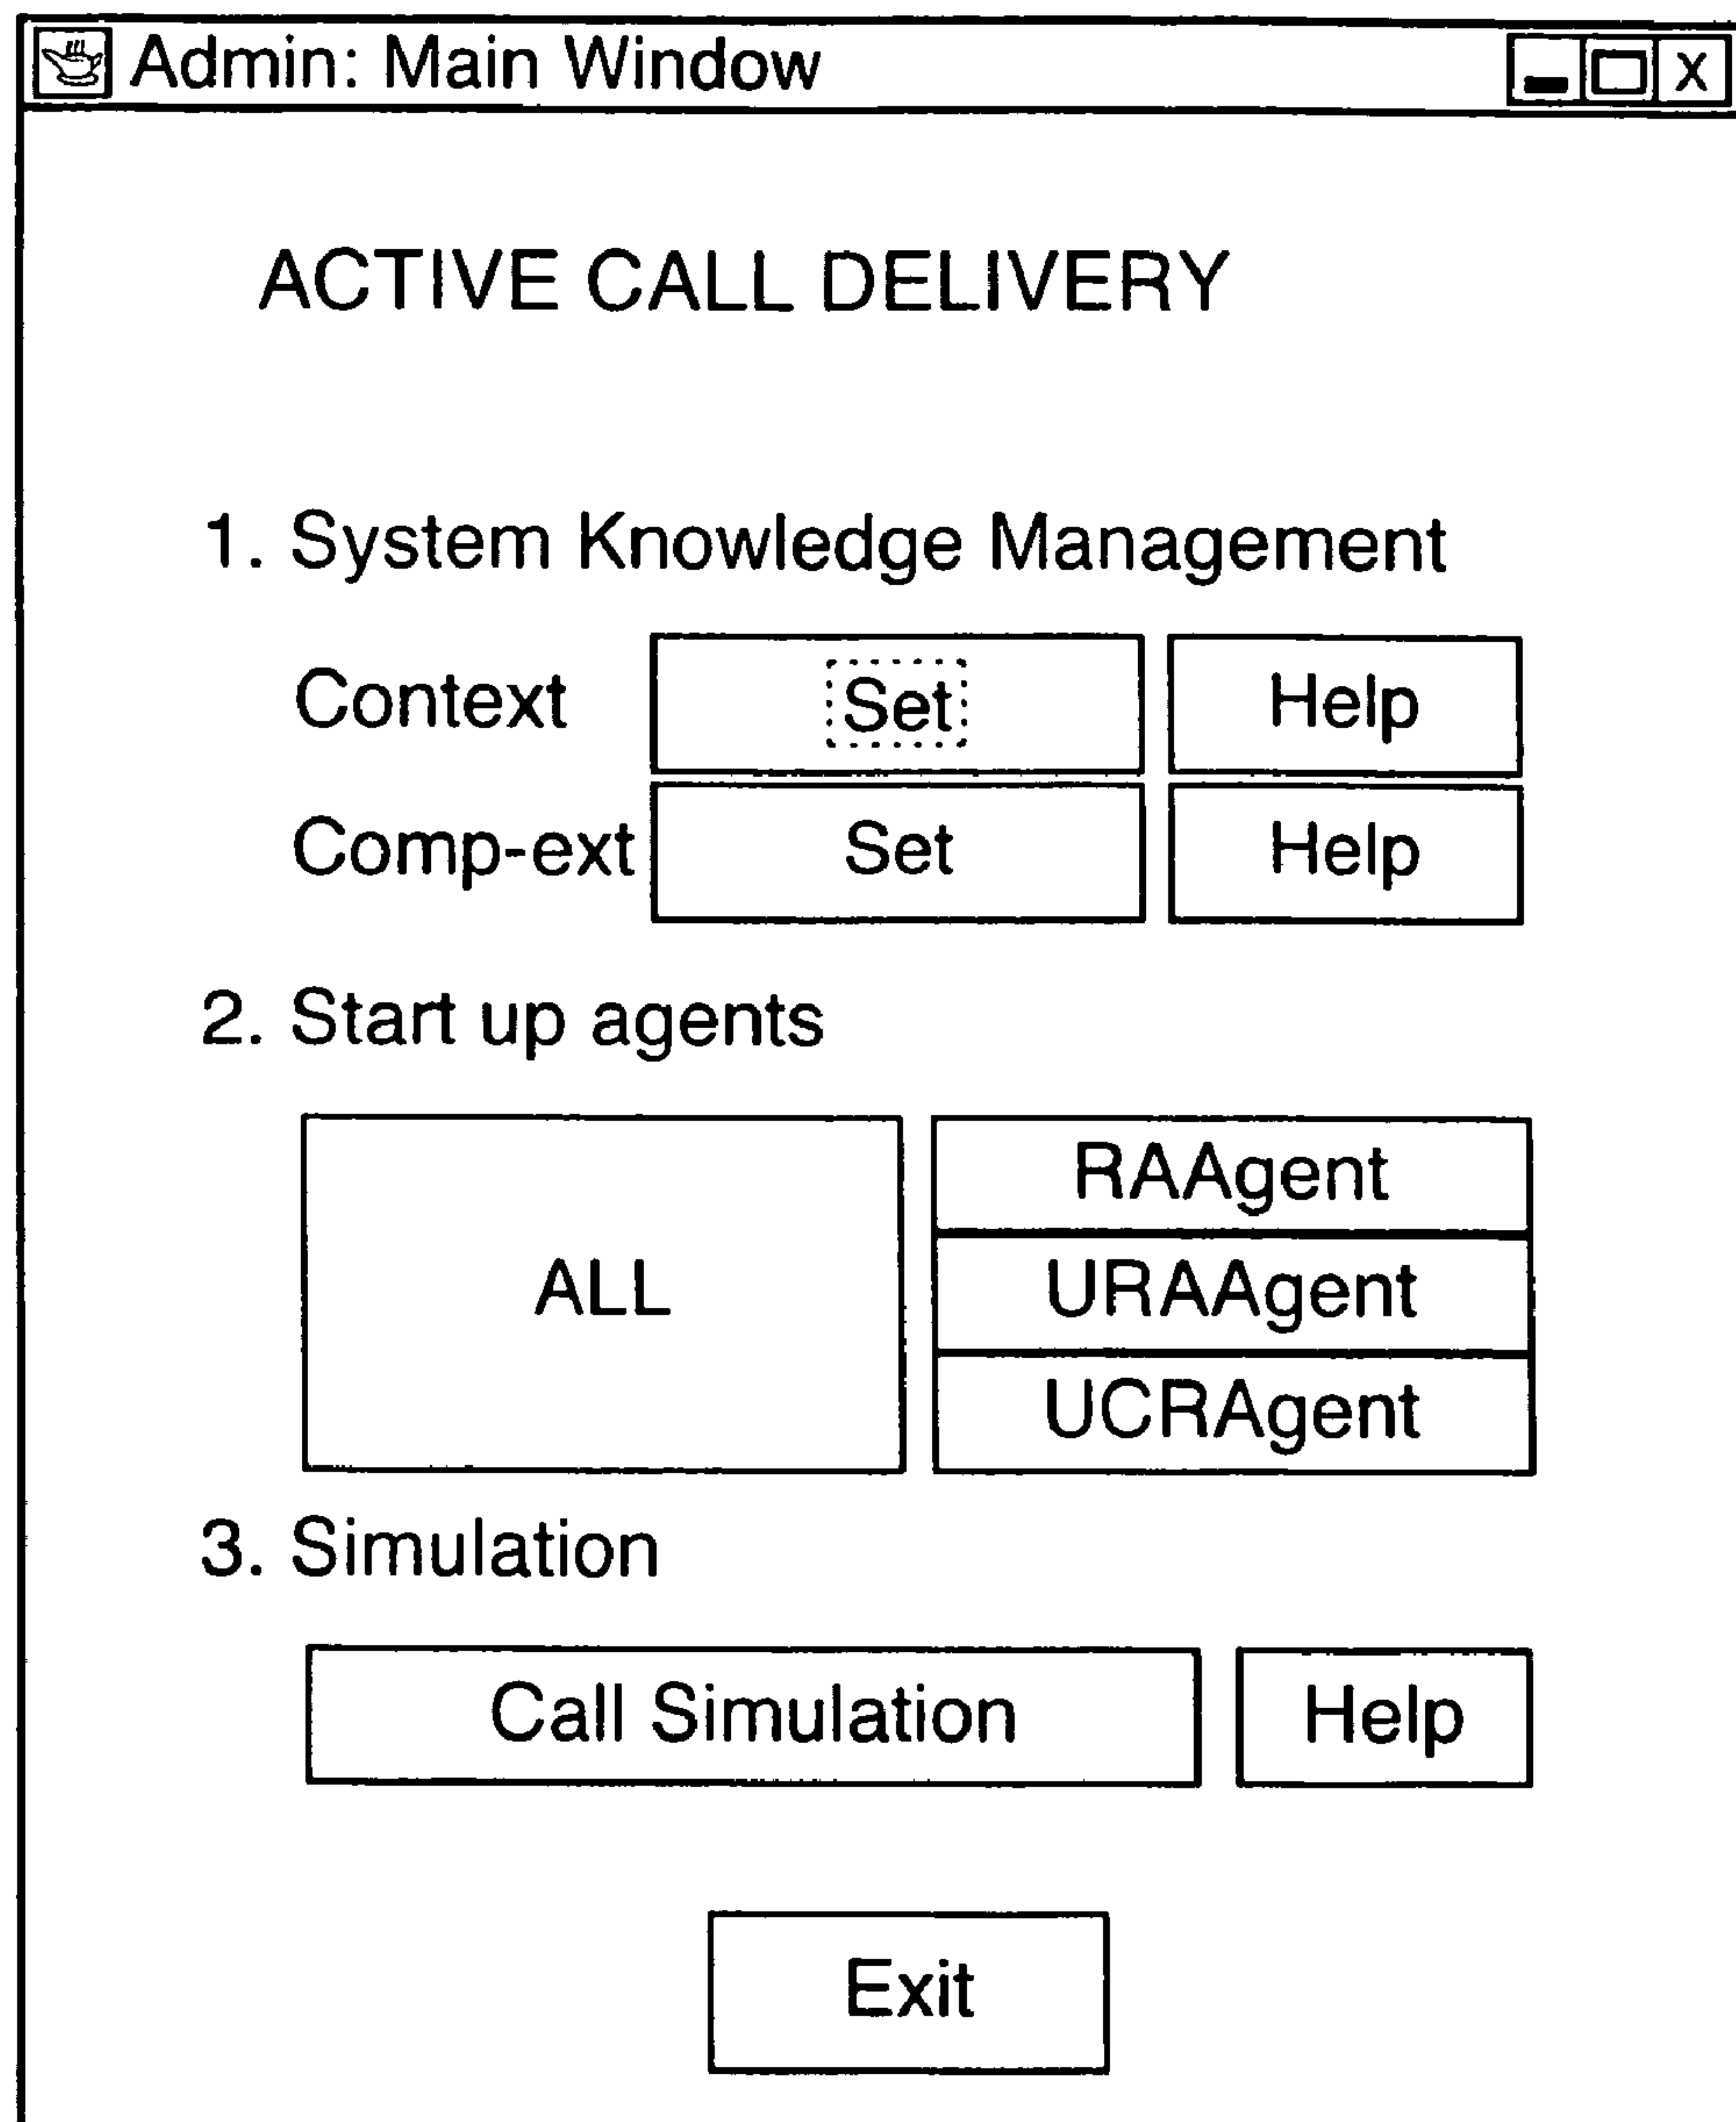 Admin: Main Window
X
ACTIVE CALL DELIVERY
1. System Knowledge Management
Context Set Help
Comp-ext Set Help
2. Start up agents
ALL
RAAgent
URAAgent
UCRAgent
3. Simulation
Call Simulation Help
Exit